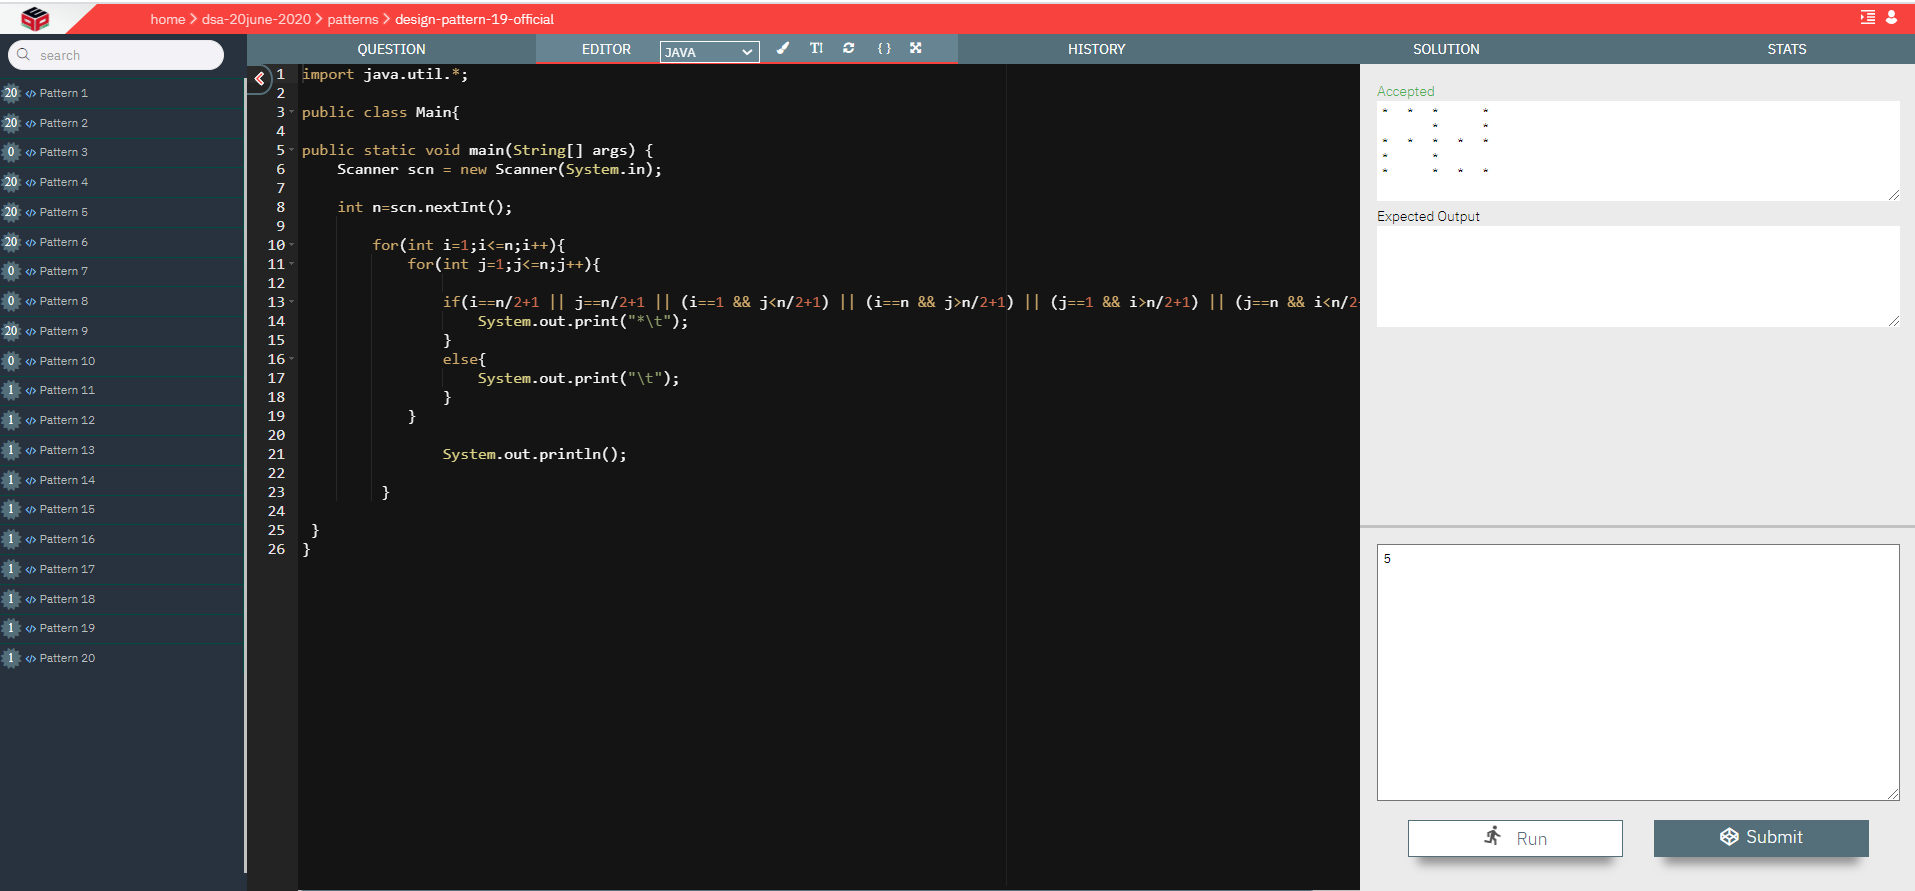 home > dsa-20june-2020 > patterns > design-pattern-19-official
search
20 </> Pattern 1
20 </> Pattern 2
0 </> Pattern 3
20 </> Pattern 4
20 </> Pattern 5
20 </> Pattern 6
0 </> Pattern 7
0 </> Pattern 8
20 </> Pattern 9
0 </> Pattern 10
1 </> Pattern 11
1 </> Pattern 12
1 </> Pattern 13
1 </> Pattern 14
1 </> Pattern 15
1 </> Pattern 16
1 </> Pattern 17
1 </> Pattern 18
1 </> Pattern 19
1 </> Pattern 20
QUESTION EDITOR JAVA T! { } HISTORY SOLUTION STATS
1 import java.util.*;
2
3 public class Main{
4
5 public static void main(String[] args) {
6 Scanner scn = new Scanner(System.in);
7
8 int n=scn.nextInt();
9
10 for(int i=1;i<=n;i++){
11 for(int j=1;j<=n;j++){
12
13 if(i==n/2+1 || j==n/2+1 || (i==1 && j<n/2+1) || (i==n && j>n/2+1) || (j==1 && i>n/2+1) || (j==n && i<n/2
14 System.out.print("*\t");
15 }
16 else{
17 System.out.print("\t");
18 }
19 }
20
21 System.out.println();
22
23 }
24
25 }
26 }
Accepted
* * * *
* *
* * * * *
* *
* * * *
Expected Output
5
Run
Submit